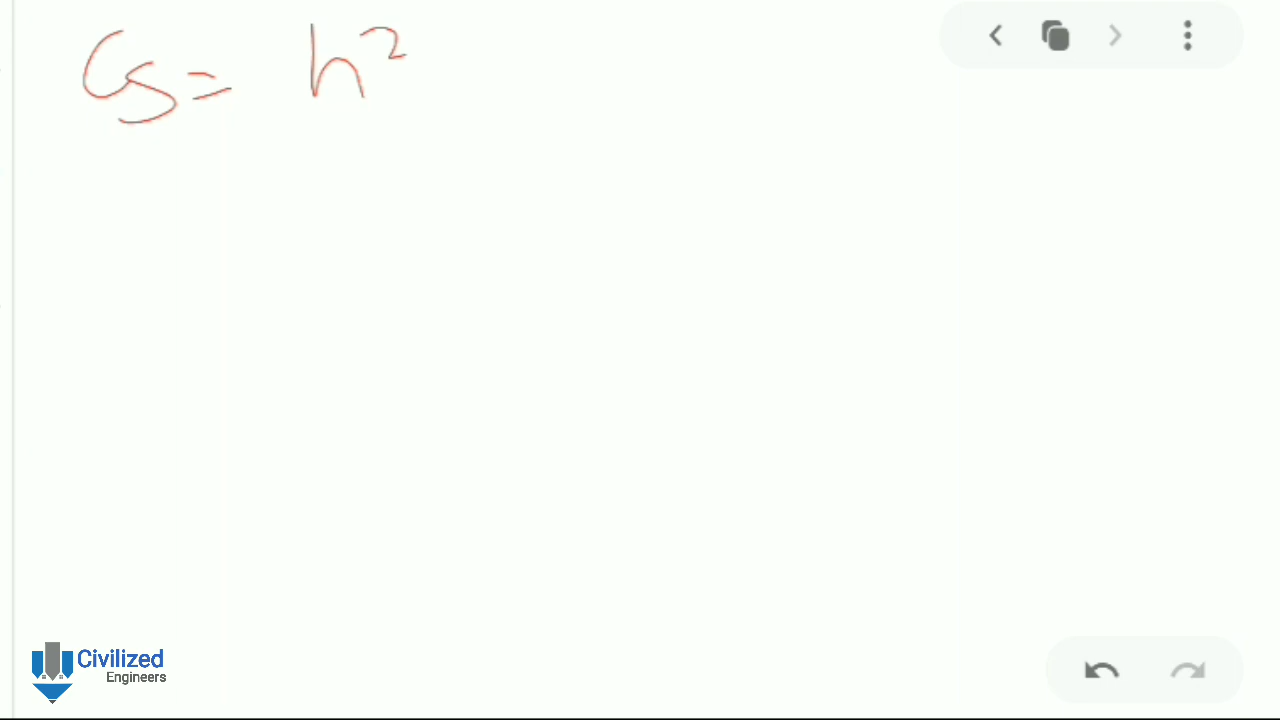 Cs = h²
Civilized
Engineers